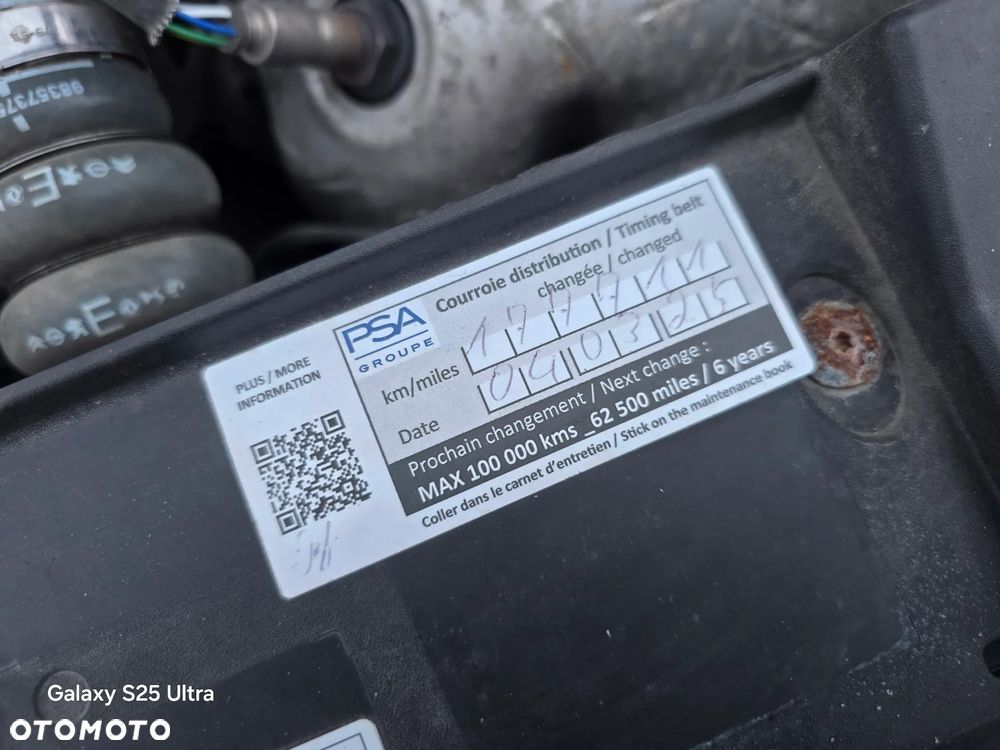 9835737
E
E
PLUS / MORE
INFORMATION
PSA
GROUPE
Courroie distribution / Timing belt
changée / changed
km/miles 177711
Date 040325
Prochain changement / Next change :
MAX 100 000 kms _62 500 miles / 6 years
Coller dans le carnet d'entretien / Stick on the maintenance book
Galaxy S25 Ultra
OTOMOTO